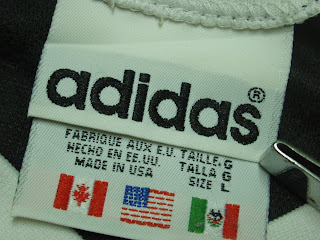 adidas®
FABRIQUE AUX E.U. TAILLE. G
HECHO EN EE.UU. TALLA G
MADE IN USA SIZE L